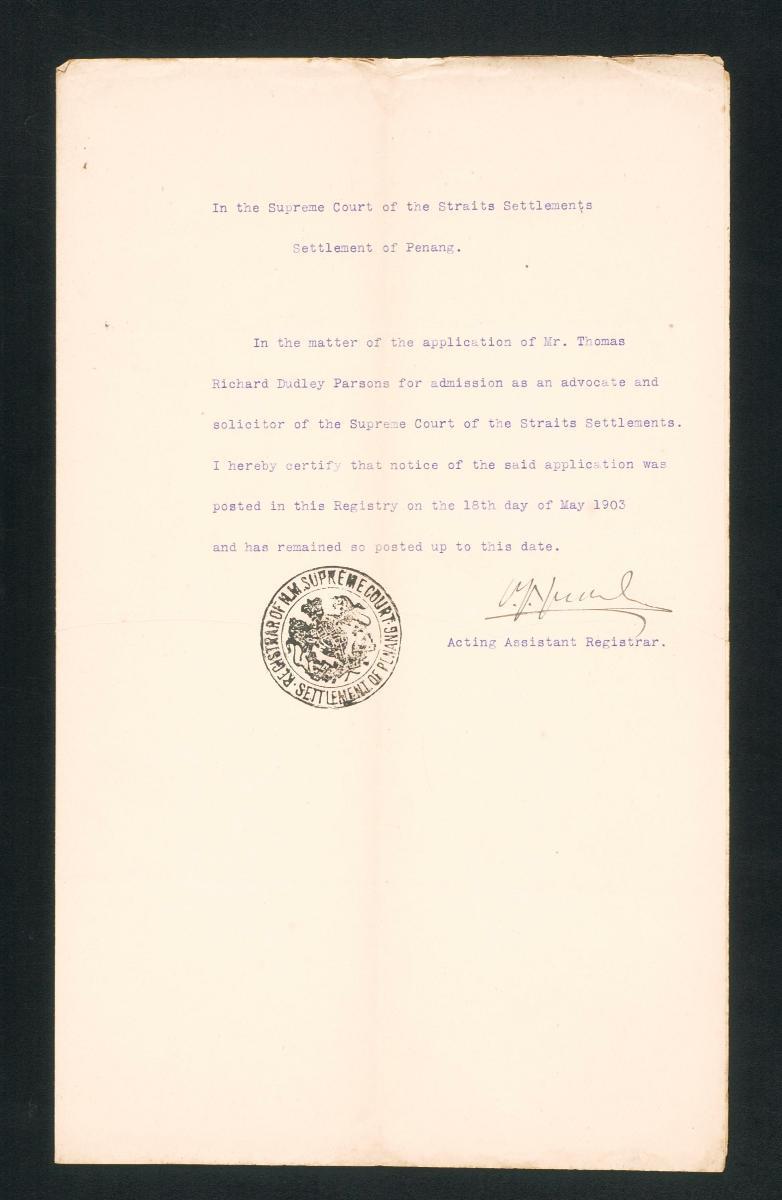 In the Supreme Court of the Straits Settlements
Settlement of Penang.
In the matter of the application of Mr. Thomas
Richard Dudley Parsons for admission as an advocate and
solicitor of the Supreme Court of the Straits Settlements.
I hereby certify that notice of the said application was
posted in this Registry on the 18th day of May 1903
and has remained so posted up to this date.
Acting Assistant Registrar.
REGISTRAR OF H.M. SUPREME COURT·
·SETTLEMENT OF PENANG